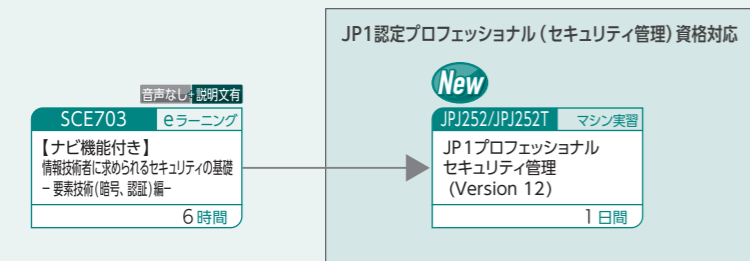 JP1認定プロフェッショナル（セキュリティ管理）資格対応
音声なし+説明文有
SCE703 eラーニング
【ナビ機能付き】
情報技術者に求められるセキュリティの基礎
－要素技術(暗号、認証)編－
6時間
New
JPJ252/JPJ252T マシン実習
JP1プロフェッショナル
セキュリティ管理
（Version 12）
1日間